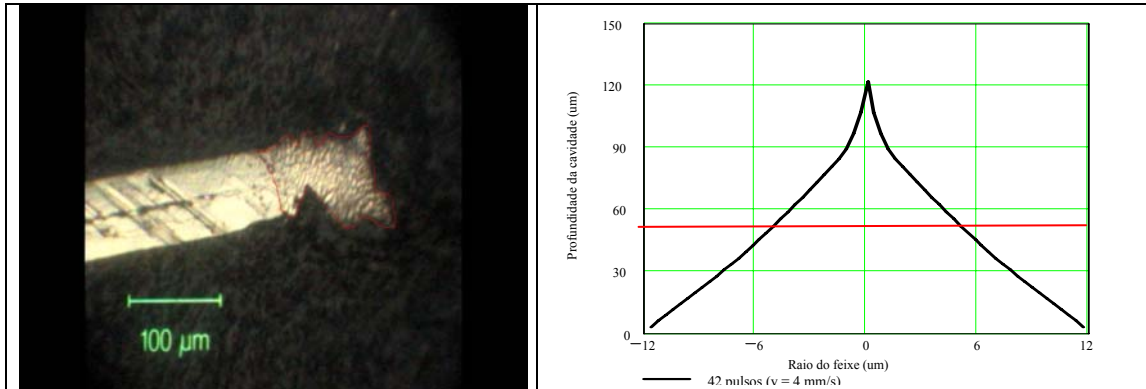 100 µm
150
120
90
60
30
0
Profundidade da cavidade (um)
−12
−6
0
6
12
Raio do feixe (um)
42 pulsos (v = 4 mm/s)